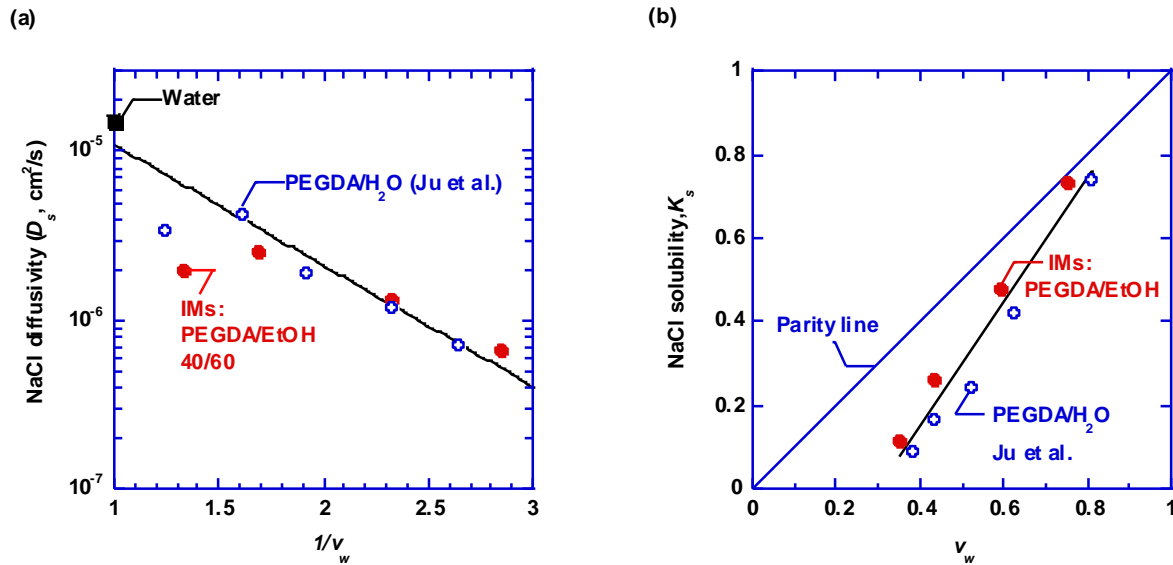 (a)
NaCl diffusivity (Ds, cm²/s)
10⁻⁵
10⁻⁶
10⁻⁷
Water
PEGDA/H₂O (Ju et al.)
IMs:
PEGDA/EtOH
40/60
1 1.5 2 2.5 3
1/vw
(b)
NaCl solubility,Ks
1
0.8
0.6
0.4
0.2
0
IMs:
PEGDA/EtOH
Parity line
PEGDA/H₂O
Ju et al.
0 0.2 0.4 0.6 0.8 1
vw